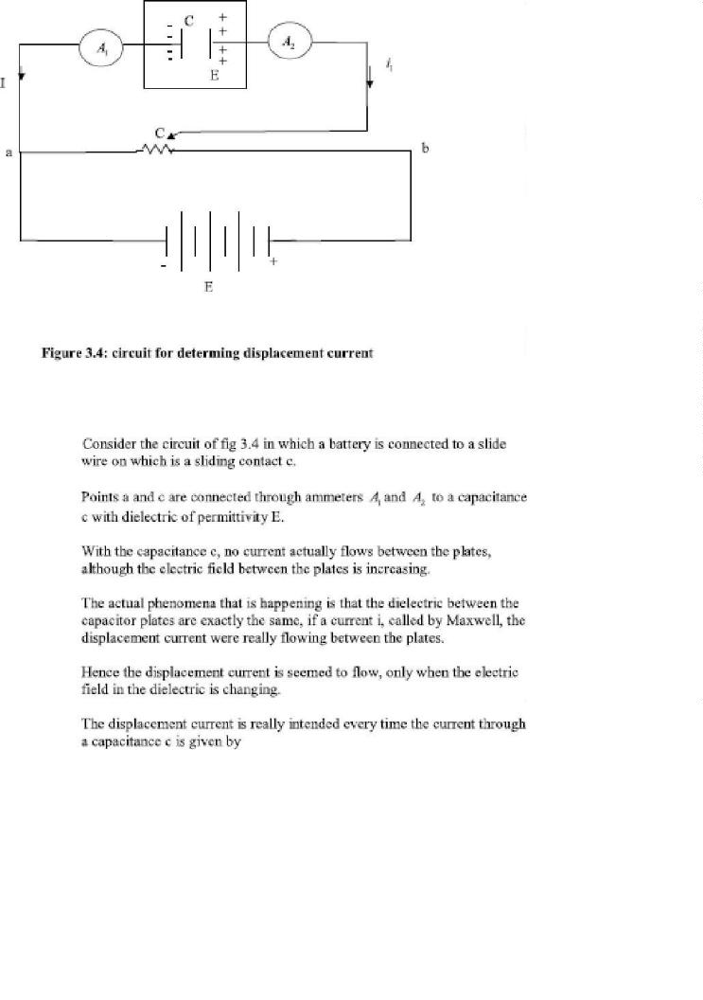 C
+
- +
A₁
A₂
+
+
E
i₁
I
C
a
b
-
+
E
Figure 3.4: circuit for determing displacement current
Consider the circuit of fig 3.4 in which a battery is connected to a slide
wire on which is a sliding contact c.
Points a and c are connected through ammeters A₁ and A₂ to a capacitance
c with dielectric of permittivity E.
With the capacitance c, no current actually flows between the plates,
although the electric field between the plates is increasing.
The actual phenomena that is happening is that the dielectric between the
capacitor plates are exactly the same, if a current i, called by Maxwell, the
displacement current were really flowing between the plates.
Hence the displacement current is seemed to flow, only when the electric
field in the dielectric is changing.
The displacement current is really intended every time the current through
a capacitance c is given by